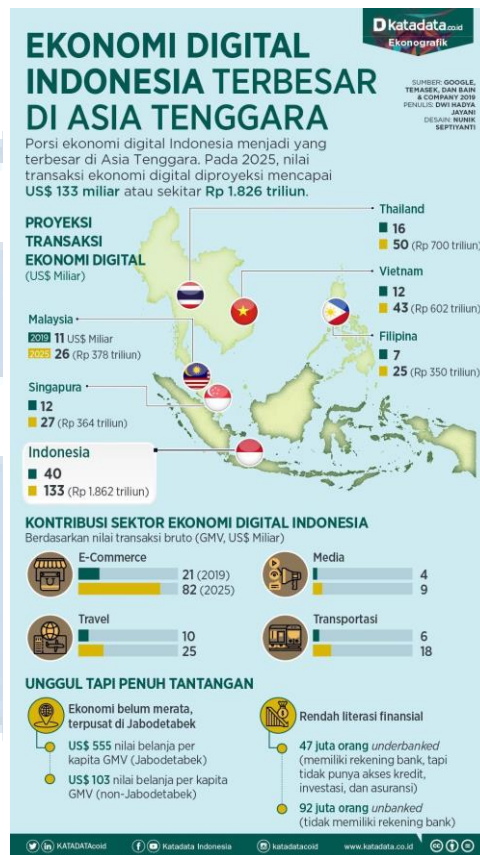 katadata.co.id
Ekonografik
EKONOMI DIGITAL
INDONESIA TERBESAR
DI ASIA TENGGARA
SUMBER: GOOGLE,
TEMASEK, DAN BAIN
& COMPANY 2019
PENULIS: DWI HADYA
JAYANI
DESAIN: NUNIK
SEPTIYANTI
Porsi ekonomi digital Indonesia menjadi yang
terbesar di Asia Tenggara. Pada 2025, nilai
transaksi ekonomi digital diproyeksi mencapai
US$ 133 miliar atau sekitar Rp 1.826 triliun.
PROYEKSI
TRANSAKSI
EKONOMI DIGITAL
(US$ Miliar)
Thailand
16
50 (Rp 700 triliun)
Vietnam
12
43 (Rp 602 triliun)
Filipina
7
25 (Rp 350 triliun)
Malaysia
2019 11 US$ Miliar
2025 26 (Rp 378 triliun)
Singapura
12
27 (Rp 364 triliun)
Indonesia
40
133 (Rp 1.862 triliun)
KONTRIBUSI SEKTOR EKONOMI DIGITAL INDONESIA
Berdasarkan nilai transaksi bruto (GMV, US$ Miliar)
E-Commerce
21 (2019)
82 (2025)
Media
4
9
Travel
10
25
Transportasi
6
18
UNGGUL TAPI PENUH TANTANGAN
Ekonomi belum merata,
terpusat di Jabodetabek
US$ 555 nilai belanja per
kapita GMV (Jabodetabek)
US$ 103 nilai belanja per kapita
GMV (non-Jabodetabek)
Rendah literasi finansial
47 juta orang underbanked
(memiliki rekening bank, tapi
tidak punya akses kredit,
investasi, dan asuransi)
92 juta orang unbanked
(tidak memiliki rekening bank)
KATADATAcoid
Katadata Indonesia
katadatacoid
www.katadata.co.id